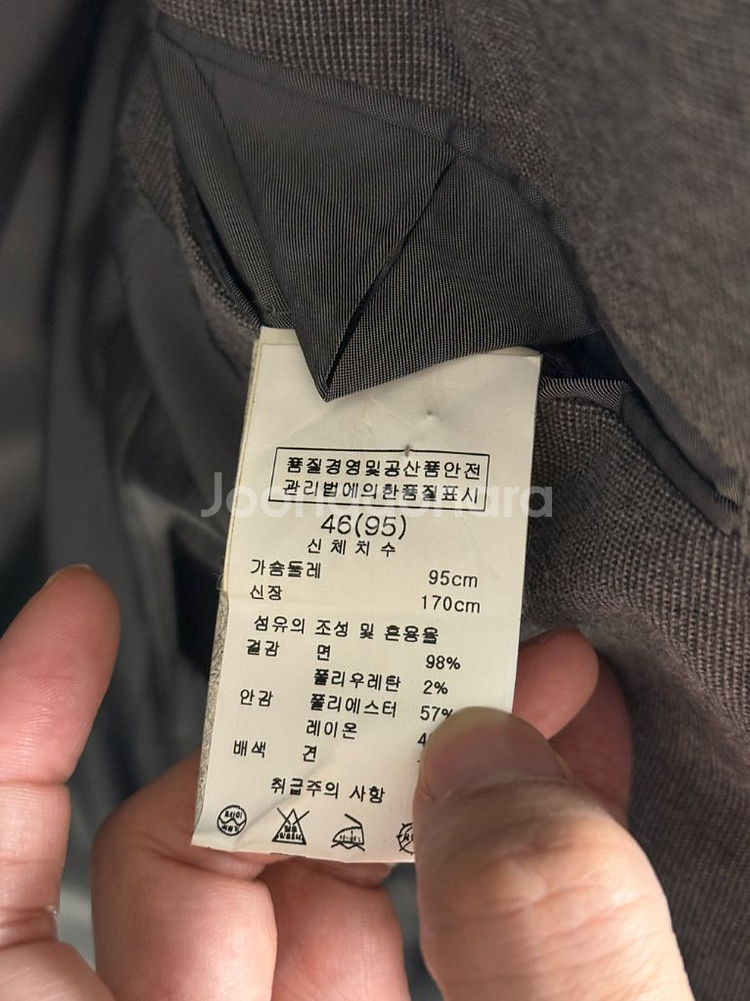 품질경영및공산품안전
관리법에의한품질표시
Joonggonara
46(95)
신체치수
가슴둘레 95cm
신장 170cm
섬유의 조성 및 혼용율
겉감 면 98%
폴리우레탄 2%
안감 폴리에스터 57%
레이온
배색 견
취급주의 사항